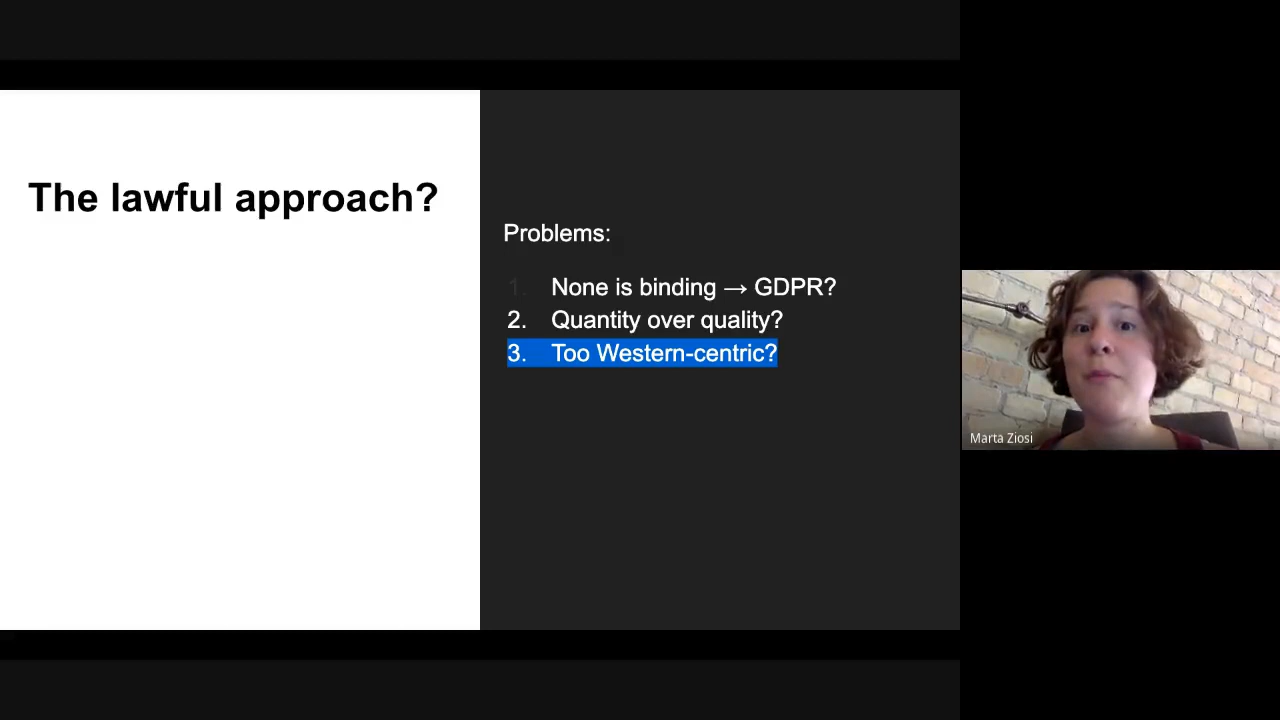 The lawful approach?
Problems:
1. None is binding → GDPR?
2. Quantity over quality?
3. Too Western-centric?
Marta Ziosi